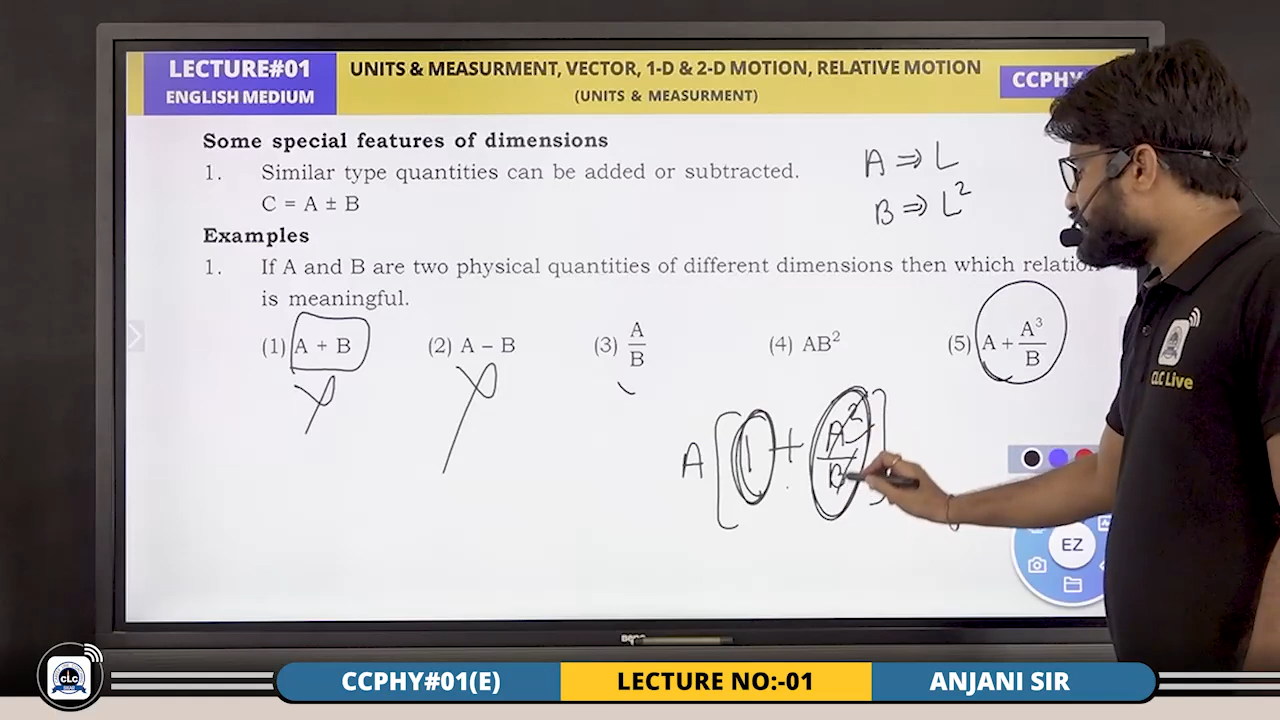 LECTURE#01
ENGLISH MEDIUM
UNITS & MEASURMENT, VECTOR, 1-D & 2-D MOTION, RELATIVE MOTION
(UNITS & MEASURMENT)
CCPHY
Some special features of dimensions
1. Similar type quantities can be added or subtracted.
C = A ± B
A ⇒ L
B ⇒ L²
Examples
1. If A and B are two physical quantities of different dimensions then which relation
is meaningful.
(1) A + B (2) A – B (3) A/B (4) AB² (5) A + A³/B
A [1 + A²/B]
EZ
CLC Live
CLC
CCPHY#01(E)
LECTURE NO:-01
ANJANI SIR